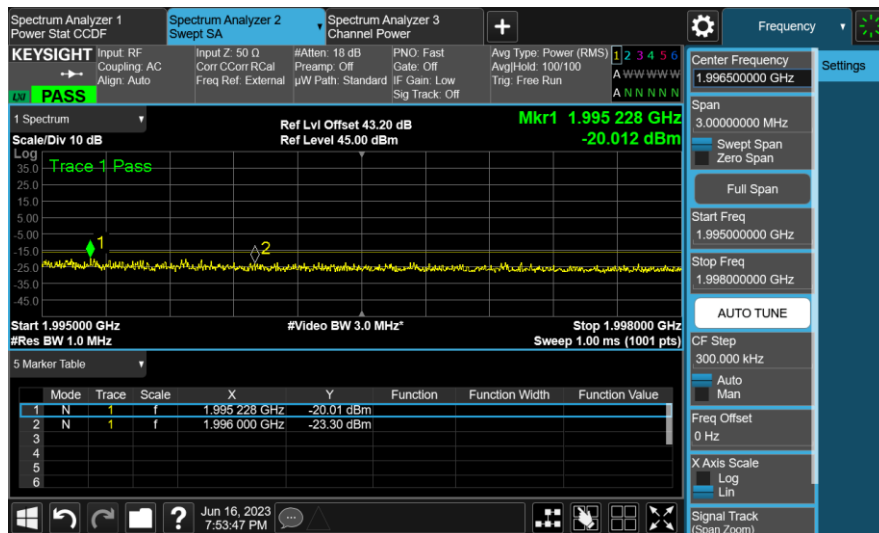 Spectrum Analyzer 1
Power Stat CCDF
Spectrum Analyzer 2
Swept SA
Spectrum Analyzer 3
Channel Power
+
Frequency
KEYSIGHT
LXI
PASS
Input: RF
Coupling: AC
Align: Auto
Input Z: 50 Ω
Corr CCorr RCal
Freq Ref: External
#Atten: 18 dB
Preamp: Off
µW Path: Standard
PNO: Fast
Gate: Off
IF Gain: Low
Sig Track: Off
Avg Type: Power (RMS)
Avg|Hold: 100/100
Trig: Free Run
1 2 3 4 5 6
A W W W W W
A N N N N N
1 Spectrum
Scale/Div 10 dB
Ref Lvl Offset 43.20 dB
Ref Level 45.00 dBm
Mkr1 1.995 228 GHz
-20.012 dBm
Log
Trace 1 Pass
35.0
25.0
15.0
5.00
-5.00
-15.0
-25.0
-35.0
-45.0
1
2
Start 1.995000 GHz
#Res BW 1.0 MHz
#Video BW 3.0 MHz*
Stop 1.998000 GHz
Sweep 1.00 ms (1001 pts)
5 Marker Table
Mode Trace Scale X Y Function Function Width Function Value
1 N 1 f 1.995 228 GHz -20.01 dBm
2 N 1 f 1.996 000 GHz -23.30 dBm
3
4
5
6
Center Frequency
1.996500000 GHz
Span
3.00000000 MHz
Swept Span
Zero Span
Full Span
Start Freq
1.995000000 GHz
Stop Freq
1.998000000 GHz
AUTO TUNE
CF Step
300.000 kHz
Auto
Man
Freq Offset
0 Hz
X Axis Scale
Log
Lin
Signal Track
(Span Zoom)
Settings
?
Jun 16, 2023
7:53:47 PM